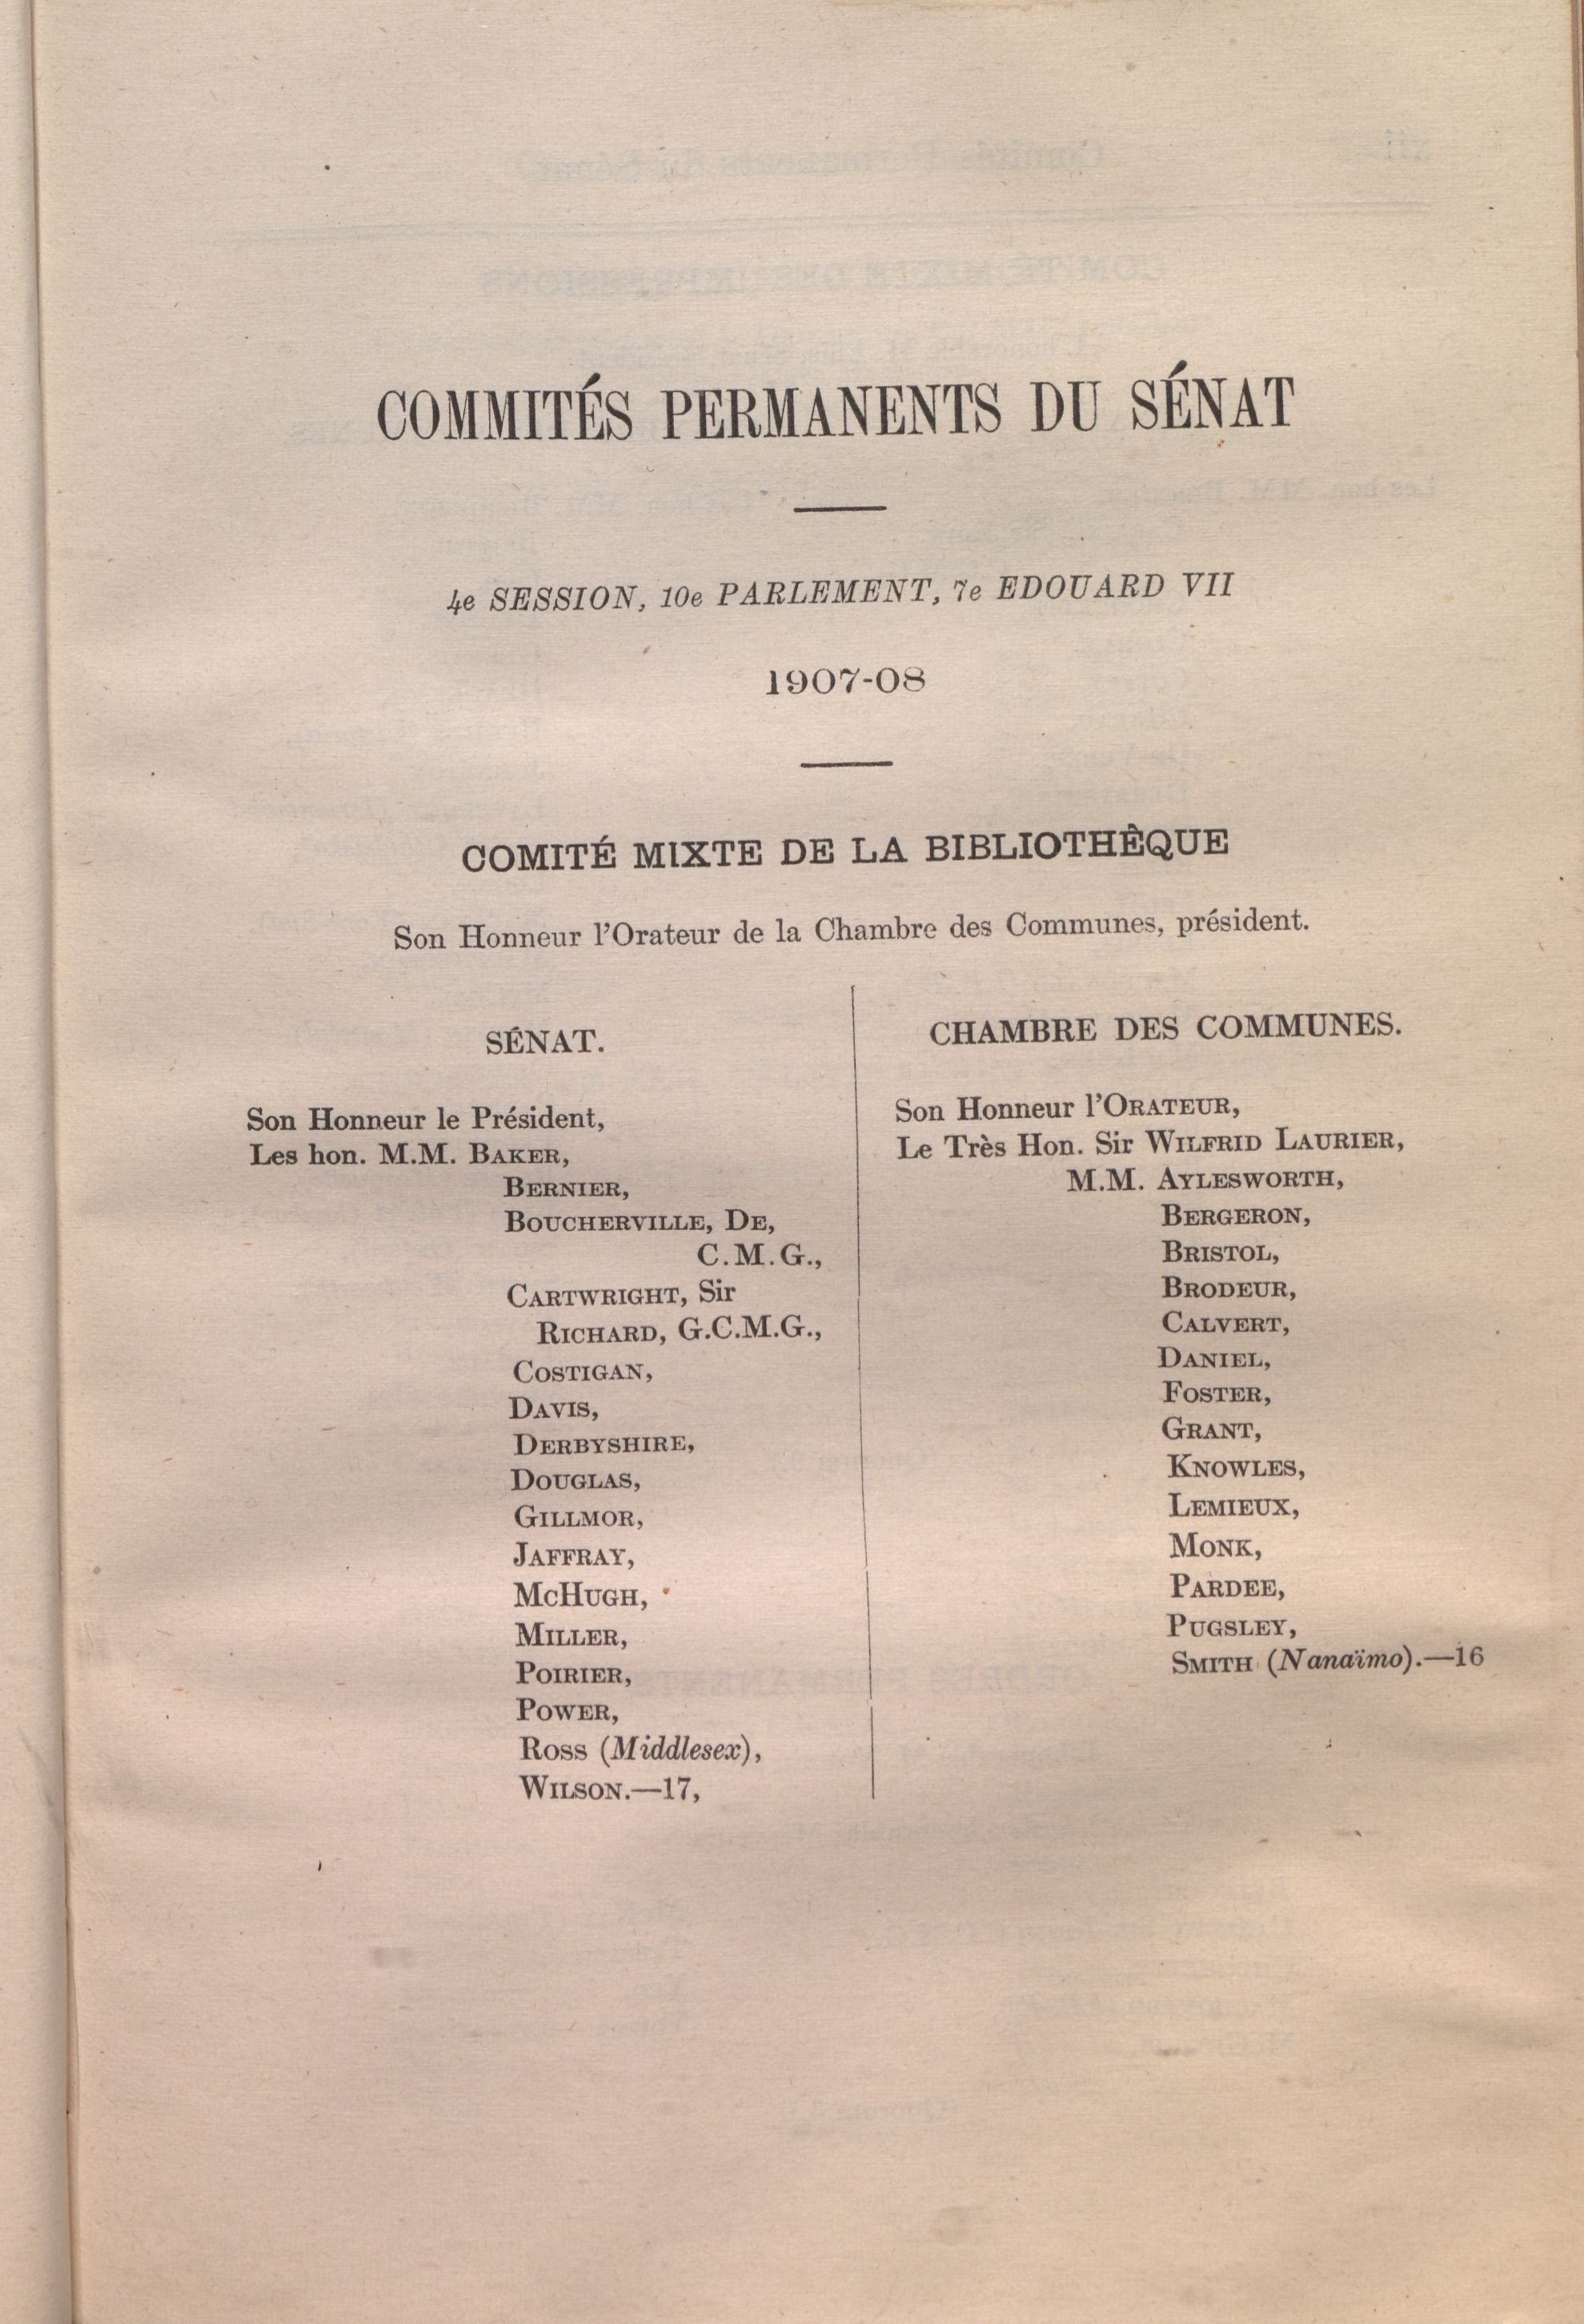 COMMITÉS PERMANENTS DU SÉNAT
4e SESSION, 10e PARLEMENT, 7e EDOUARD VII
1907-08
COMITÉ MIXTE DE LA BIBLIOTHÊQUE
Son Honneur l'Orateur de la Chambre des Communes, président.
SÉNAT.
Son Honneur le Président,
Les hon. M.M. BAKER,
BERNIER,
BOUCHERVILLE, DE,
C.M.G.,
CARTWRIGHT, Sir
RICHARD, G.C.M.G.,
COSTIGAN,
DAVIS,
DERBYSHIRE,
DOUGLAS,
GILLMOR,
JAFFRAY,
MCHUGH,
MILLER,
POIRIER,
POWER,
ROSS (Middlesex),
WILSON.—17,
CHAMBRE DES COMMUNES.
Son Honneur l'ORATEUR,
Le Très Hon. Sir WILFRID LAURIER,
M.M. AYLESWORTH,
BERGERON,
BRISTOL,
BRODEUR,
CALVERT,
DANIEL,
FOSTER,
GRANT,
KNOWLES,
LEMIEUX,
MONK,
PARDEE,
PUGSLEY,
SMITH (Nanaïmo).—16